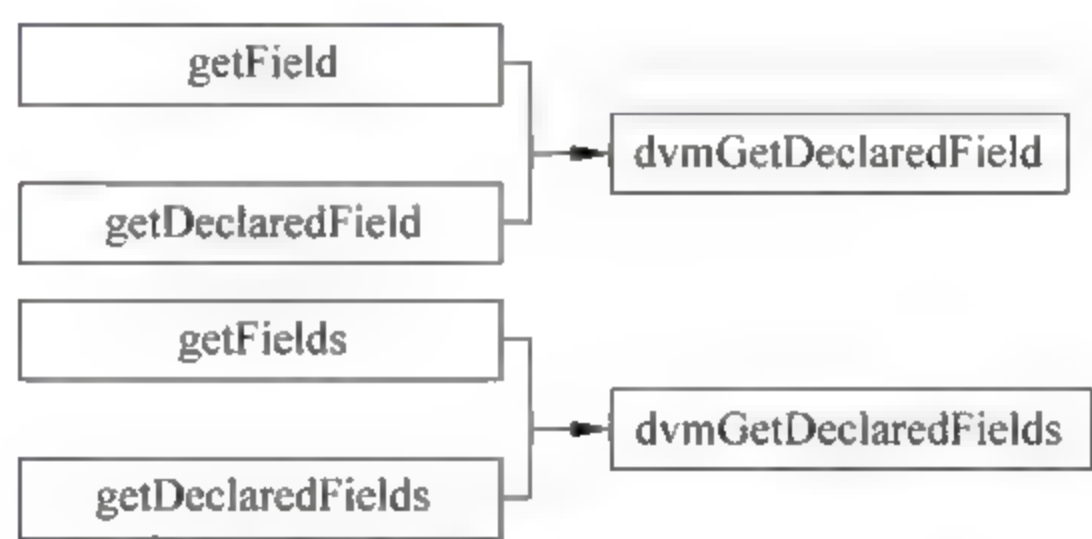 getField
getDeclaredField
dvmGetDeclaredField
getFields
getDeclaredFields
dvmGetDeclaredFields